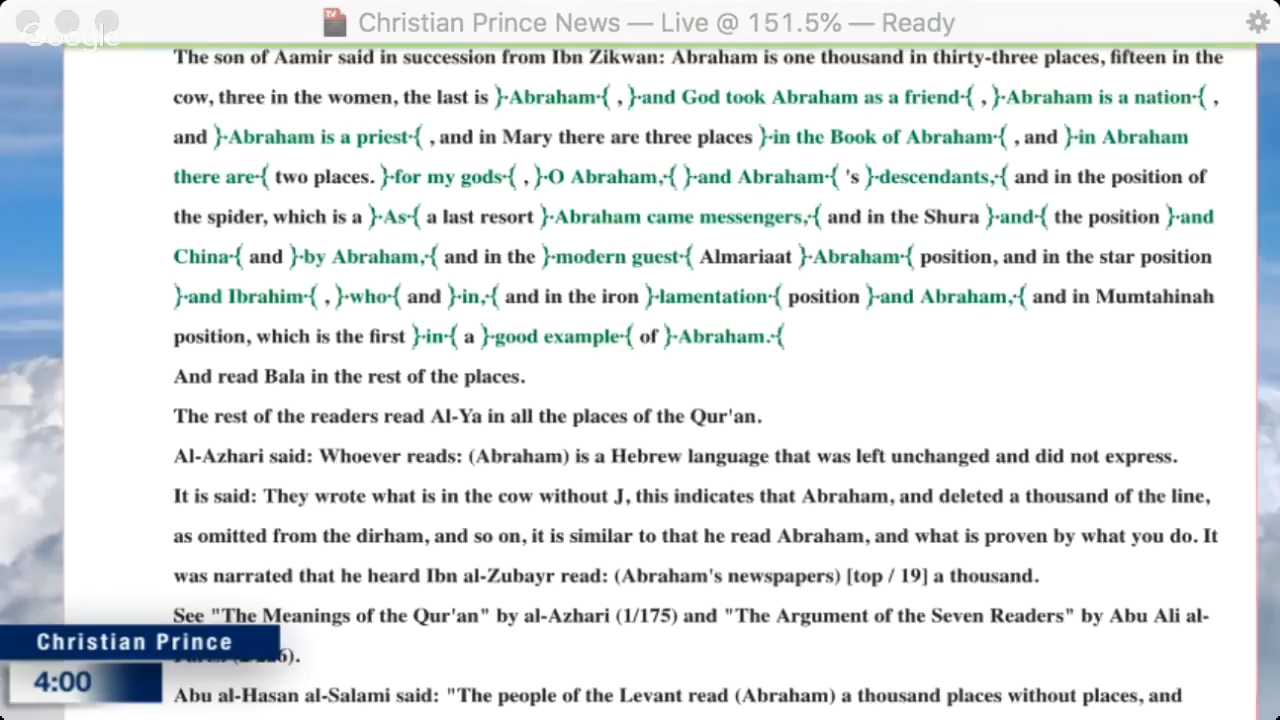 Christian Prince News — Live @ 151.5% — Ready
Google
The son of Aamir said in succession from Ibn Zikwan: Abraham is one thousand in thirty-three places, fifteen in the
cow, three in the women, the last is }·Abraham·{ , }·and God took Abraham as a friend·{ , }·Abraham is a nation·{ ,
and }·Abraham is a priest·{ , and in Mary there are three places }·in the Book of Abraham·{ , and }·in Abraham
there are·{ two places. }·for my gods·{ , }·O Abraham,·{ }·and Abraham·{ 's }·descendants,·{ and in the position of
the spider, which is a }·As·{ a last resort }·Abraham came messengers,·{ and in the Shura }·and·{ the position }·and
China·{ and }·by Abraham,·{ and in the }·modern guest·{ Almariaat }·Abraham·{ position, and in the star position
}·and Ibrahim·{ , }·who·{ and }·in,·{ and in the iron }·lamentation·{ position }·and Abraham,·{ and in Mumtahinah
position, which is the first }·in·{ a }·good example·{ of }·Abraham.·{
And read Bala in the rest of the places.
The rest of the readers read Al-Ya in all the places of the Qur'an.
Al-Azhari said: Whoever reads: (Abraham) is a Hebrew language that was left unchanged and did not express.
It is said: They wrote what is in the cow without J, this indicates that Abraham, and deleted a thousand of the line,
as omitted from the dirham, and so on, it is similar to that he read Abraham, and what is proven by what you do. It
was narrated that he heard Ibn al-Zubayr read: (Abraham's newspapers) [top / 19] a thousand.
See "The Meanings of the Qur'an" by al-Azhari (1/175) and "The Argument of the Seven Readers" by Abu Ali al-
6).
Abu al-Hasan al-Salami said: "The people of the Levant read (Abraham) a thousand places without places, and
Christian Prince
4:00